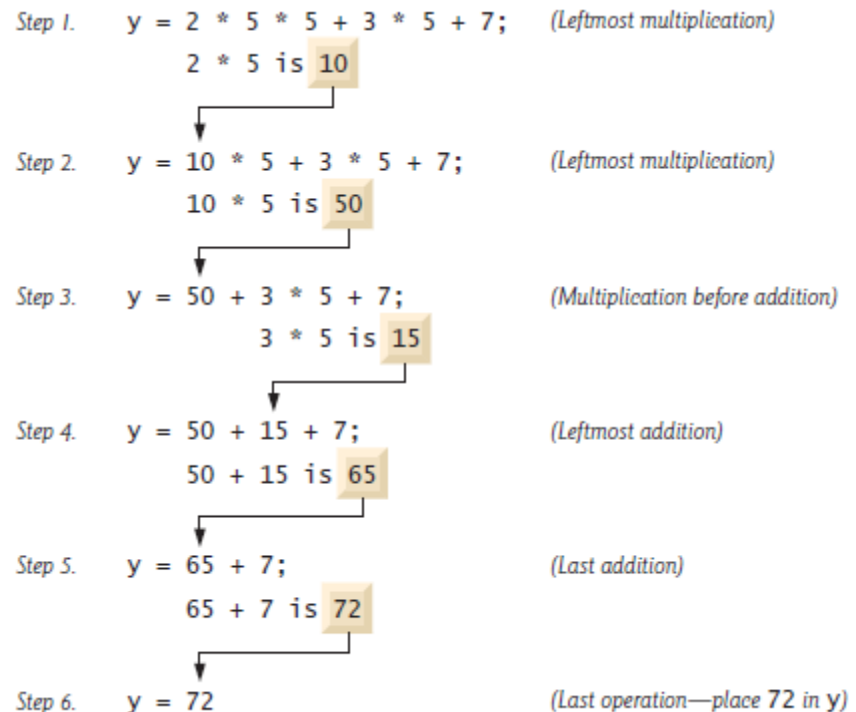 Step 1. y = 2 * 5 * 5 + 3 * 5 + 7; (Leftmost multiplication)
2 * 5 is 10
Step 2. y = 10 * 5 + 3 * 5 + 7; (Leftmost multiplication)
10 * 5 is 50
Step 3. y = 50 + 3 * 5 + 7; (Multiplication before addition)
3 * 5 is 15
Step 4. y = 50 + 15 + 7; (Leftmost addition)
50 + 15 is 65
Step 5. y = 65 + 7; (Last addition)
65 + 7 is 72
Step 6. y = 72 (Last operation—place 72 in y)